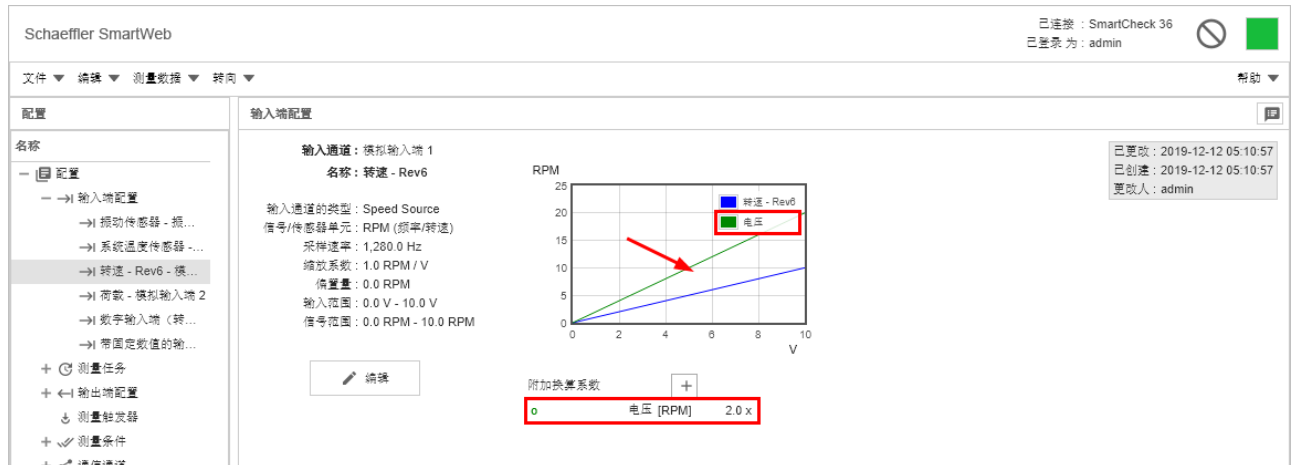 Schaeffler SmartWeb
已连接 : SmartCheck 36
已登录 为 : admin
文件 ▼ 编辑 ▼ 测量数据 ▼ 转向 ▼
帮助 ▼
配置
名称
配置
输入端配置
振动传感器 - 振...
系统温度传感器 -...
转速 - Rev6 - 模...
荷载 - 模拟输入端 2
数字输入端（转...
带固定数值的输...
测量任务
输出端配置
测量触发器
测量条件
通信通道
输入端配置
输入通道 : 模拟输入端 1
名称 : 转速 - Rev6
输入通道的类型 : Speed Source
信号/传感器单元 : RPM (频率/转速)
采样速率 : 1,280.0 Hz
缩放系数 : 1.0 RPM / V
偏置量 : 0.0 RPM
输入范围 : 0.0 V - 10.0 V
信号范围 : 0.0 RPM - 10.0 RPM
编辑
RPM
25
20
15
10
5
0
0 2 4 6 8 10
V
转速 - Rev6
电压
附加换算系数 +
o 电压 [RPM] 2.0 x
已更改 : 2019-12-12 05:10:57
已创建 : 2019-12-12 05:10:57
更改人 : admin